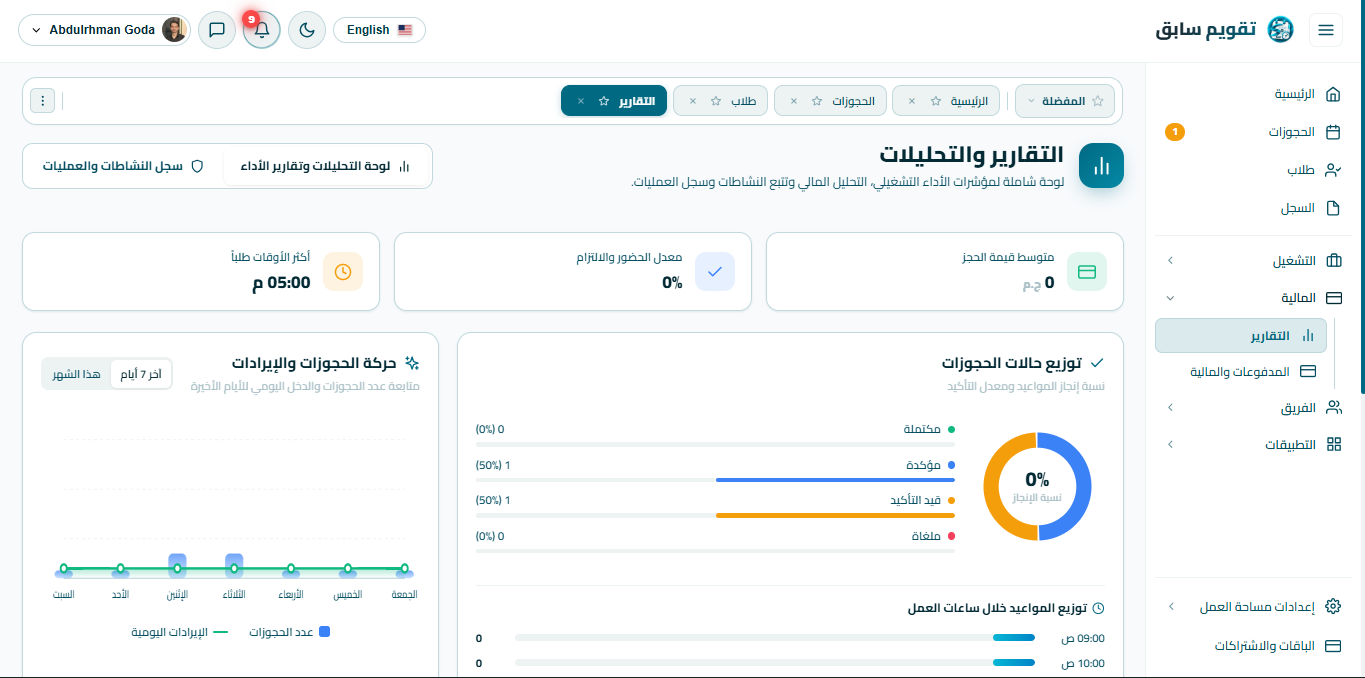 تقويم سابق
English
9
Abdulrhman Goda
الرئيسية
الحجوزات
1
طلاب
السجل
التشغيل
المالية
التقارير
المدفوعات والمالية
الفريق
التطبيقات
إعدادات مساحة العمل
الباقات والاشتراكات
المفضلة
الرئيسية
الحجوزات
طلاب
التقارير
التقارير والتحليلات
لوحة شاملة لمؤشرات الأداء التشغيلي، التحليل المالي وتتبع النشاطات وسجل العمليات.
لوحة التحليلات وتقارير الأداء
سجل النشاطات والعمليات
متوسط قيمة الحجز
0 ج.م
معدل الحضور والالتزام
0%
أكثر الأوقات طلباً
05:00 م
توزيع حالات الحجوزات
نسبة إنجاز المواعيد ومعدل التأكيد
0%
نسبة الإنجاز
مكتملة
0 (0%)
مؤكدة
1 (50%)
قيد التأكيد
1 (50%)
ملغاة
0 (0%)
توزيع المواعيد خلال ساعات العمل
09:00 ص
0
10:00 ص
0
حركة الحجوزات والإيرادات
متابعة عدد الحجوزات والدخل اليومي للأيام الأخيرة
آخر 7 أيام
هذا الشهر
الجمعة
الخميس
الأربعاء
الثلاثاء
الإثنين
الأحد
السبت
عدد الحجوزات
الإيرادات اليومية